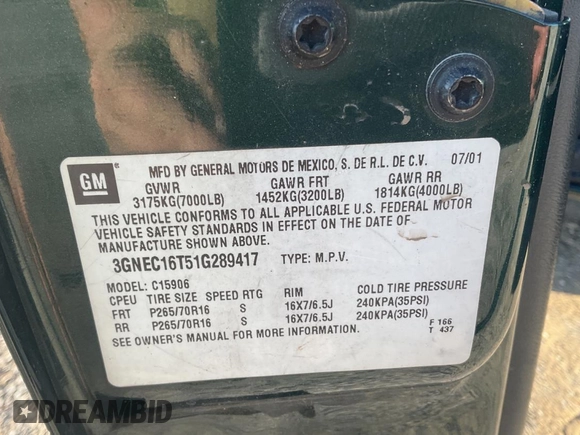 GM ®
MFD BY GENERAL MOTORS DE MEXICO, S. DE R.L. DE C.V. 07/01
GVWR GAWR FRT GAWR RR
3175KG(7000LB) 1452KG(3200LB) 1814KG(4000LB)
THIS VEHICLE CONFORMS TO ALL APPLICABLE U.S. FEDERAL MOTOR
VEHICLE SAFETY STANDARDS IN EFFECT ON THE DATE OF
MANUFACTURE SHOWN ABOVE.
3GNEC16T51G289417 TYPE: M.P.V.
MODEL: C15906
CPEU TIRE SIZE SPEED RTG RIM COLD TIRE PRESSURE
FRT P265/70R16 S 16X7/6.5J 240KPA(35PSI)
RR P265/70R16 S 16X7/6.5J 240KPA(35PSI)
SEE OWNER'S MANUAL FOR MORE INFORMATION.
F 166
T 437
DREAMBID